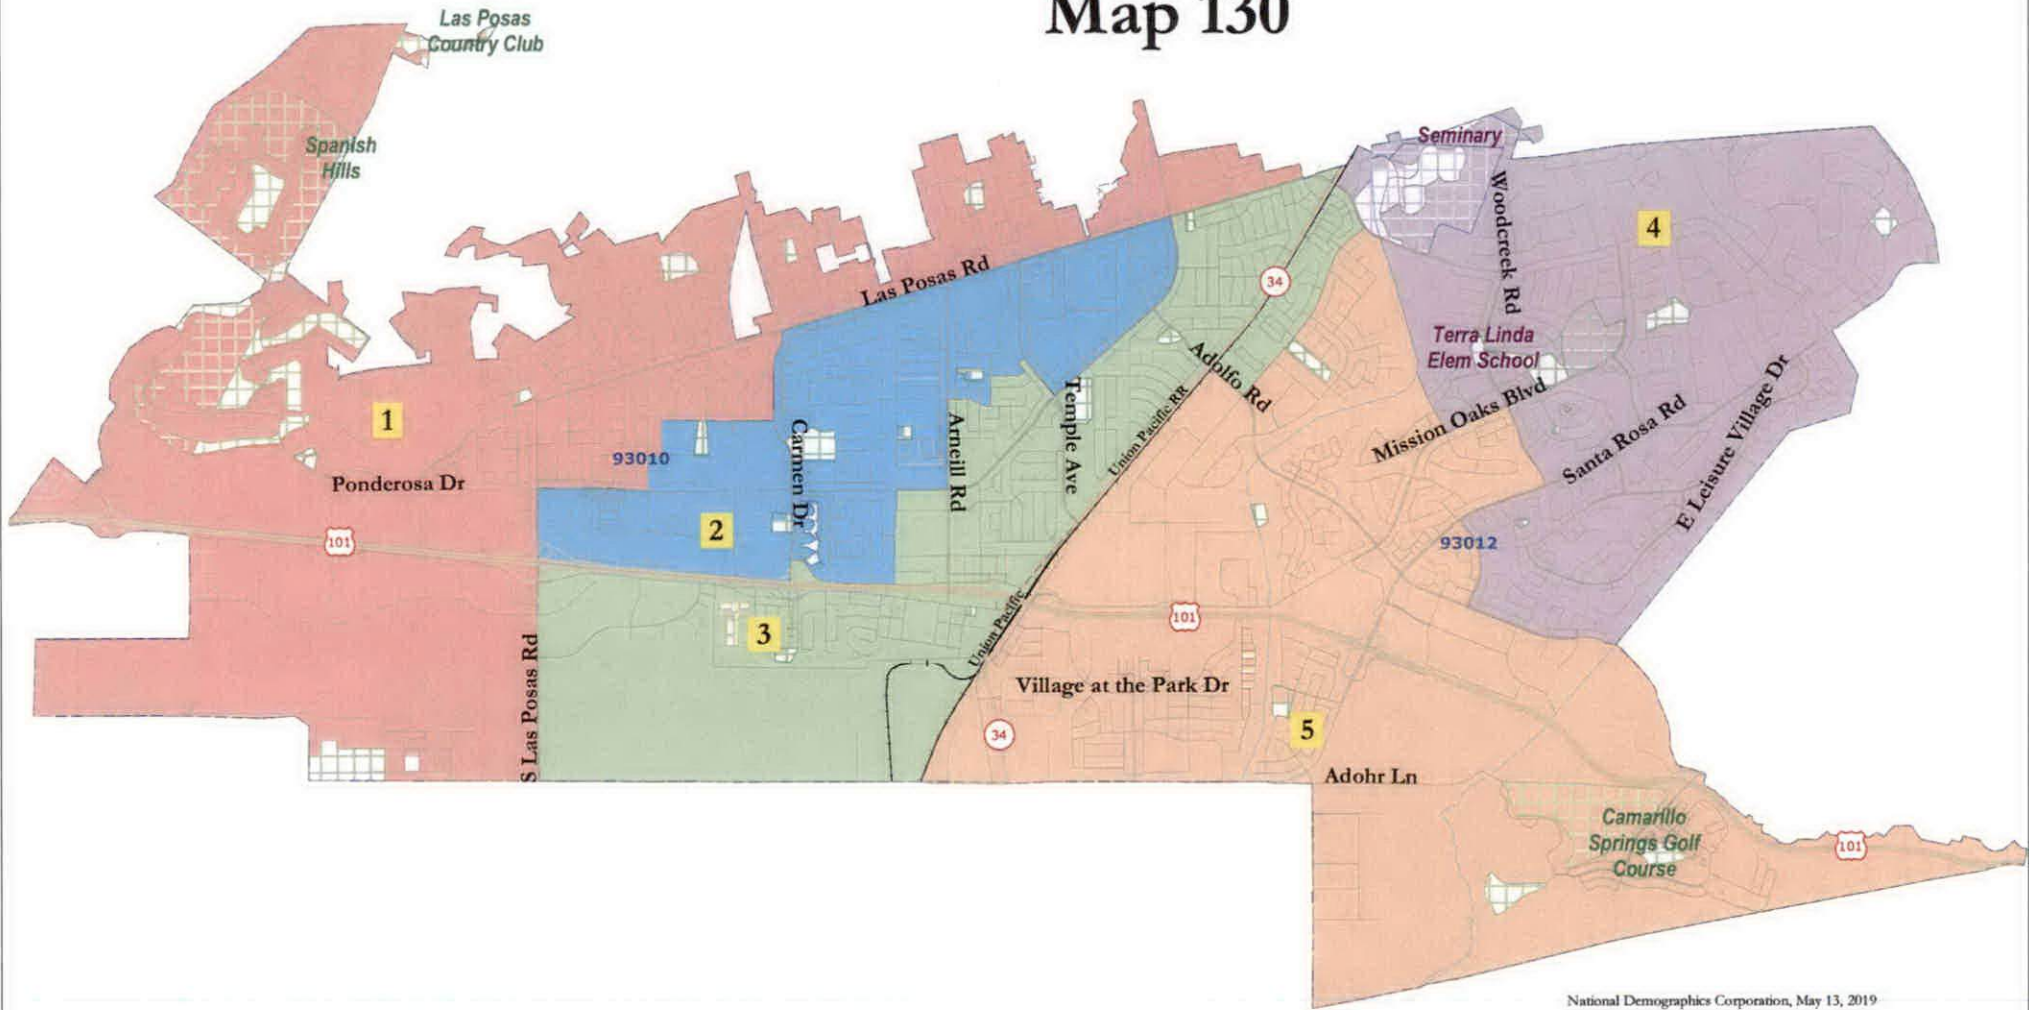 Map 130
Las Posas
Country Club
Spanish
Hills
Seminary
Woodcreek Rd
4
34
Las Posas Rd
Terra Linda
Elem School
Adolfo Rd
Mission Oaks Blvd
Santa Rosa Rd
E Leisure Village Dr
Temple Ave
Union Pacific RR
1
Carmen Dr
Arneill Rd
93010
Ponderosa Dr
2
101
93012
101
Union Pacific
3
S Las Posas Rd
Village at the Park Dr
34
5
Adohr Ln
Camarillo
Springs Golf
Course
101
National Demographics Corporation, May 13, 2019